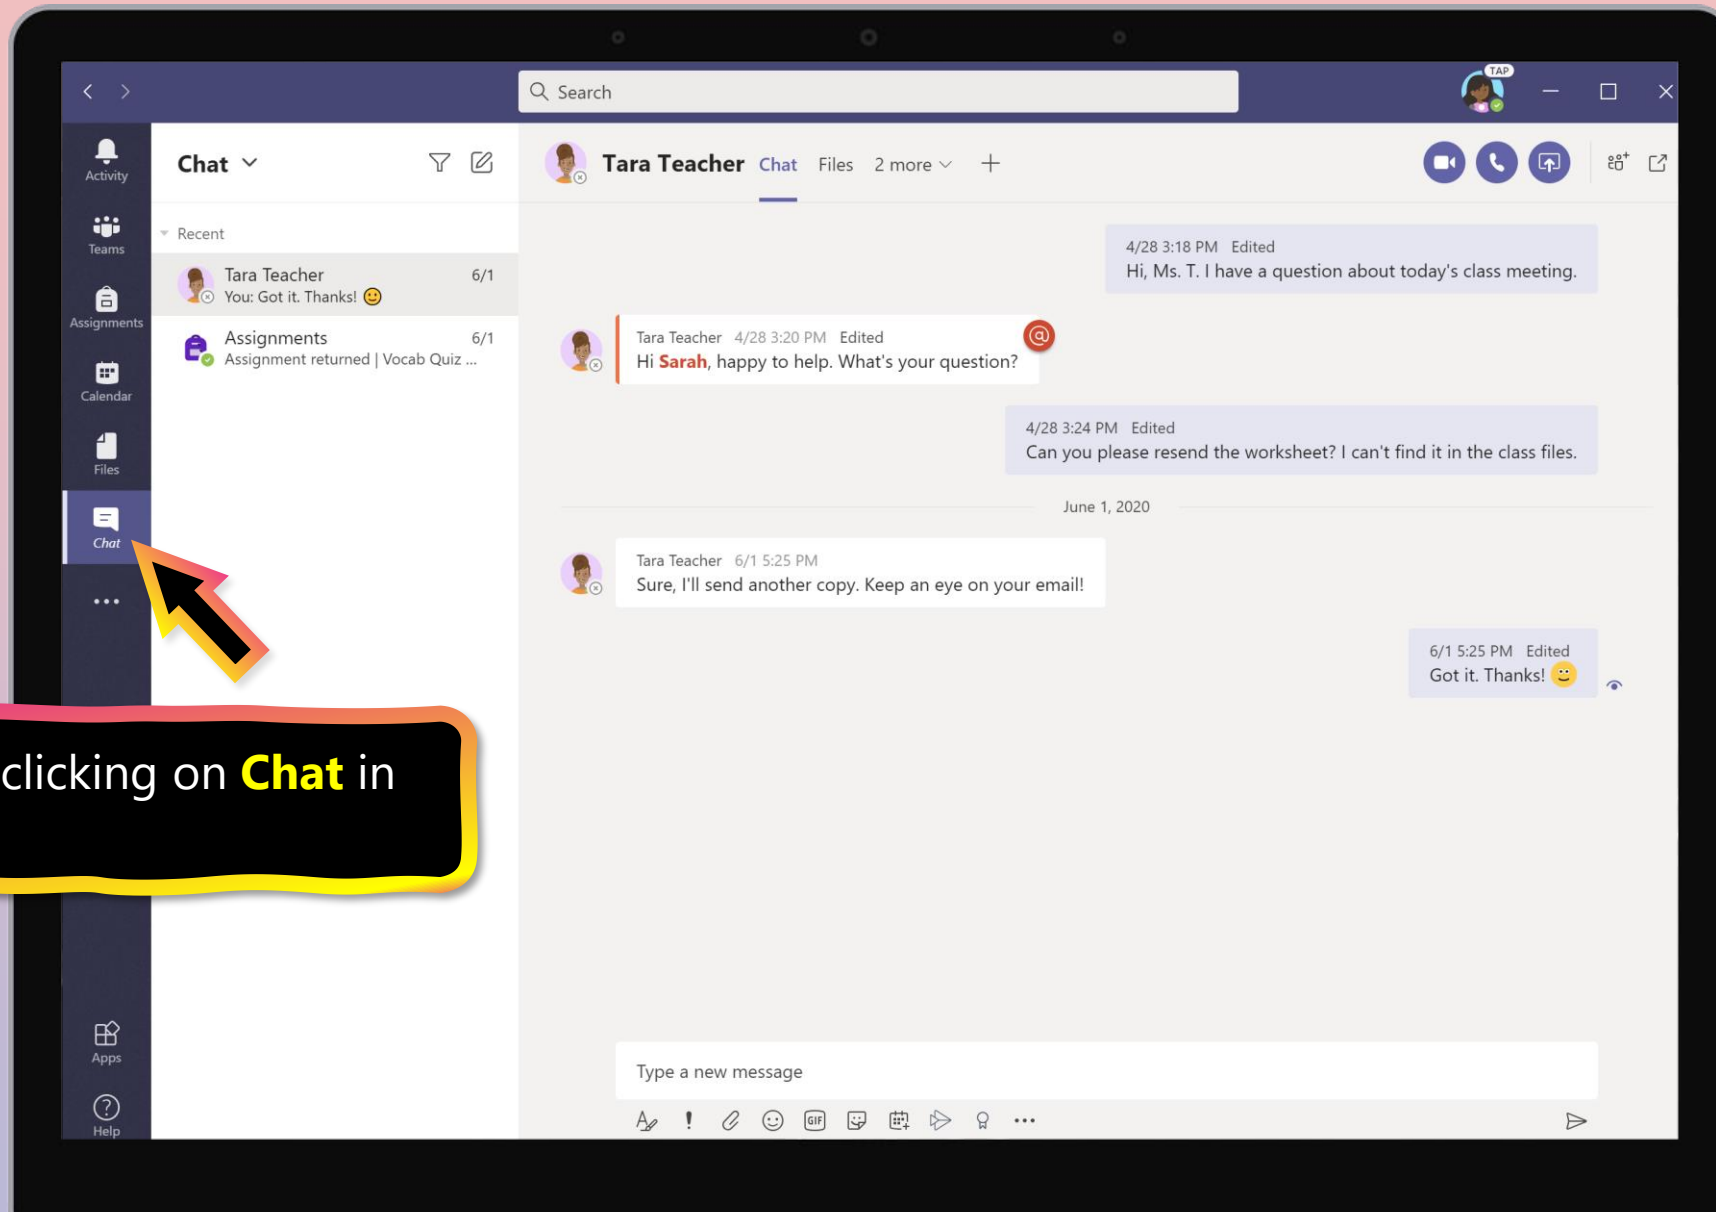 Search
TAP
Activity
Teams
Assignments
Calendar
Files
Chat
Apps
Help
Chat
Recent
Tara Teacher 6/1
You: Got it. Thanks! 🙂
Assignments 6/1
Assignment returned | Vocab Quiz ...
Tara Teacher Chat Files 2 more
4/28 3:18 PM Edited
Hi, Ms. T. I have a question about today's class meeting.
Tara Teacher 4/28 3:20 PM Edited
@
Hi Sarah, happy to help. What's your question?
4/28 3:24 PM Edited
Can you please resend the worksheet? I can't find it in the class files.
June 1, 2020
Tara Teacher 6/1 5:25 PM
Sure, I'll send another copy. Keep an eye on your email!
6/1 5:25 PM Edited
Got it. Thanks! 🙂
clicking on Chat in
Type a new message
GIF